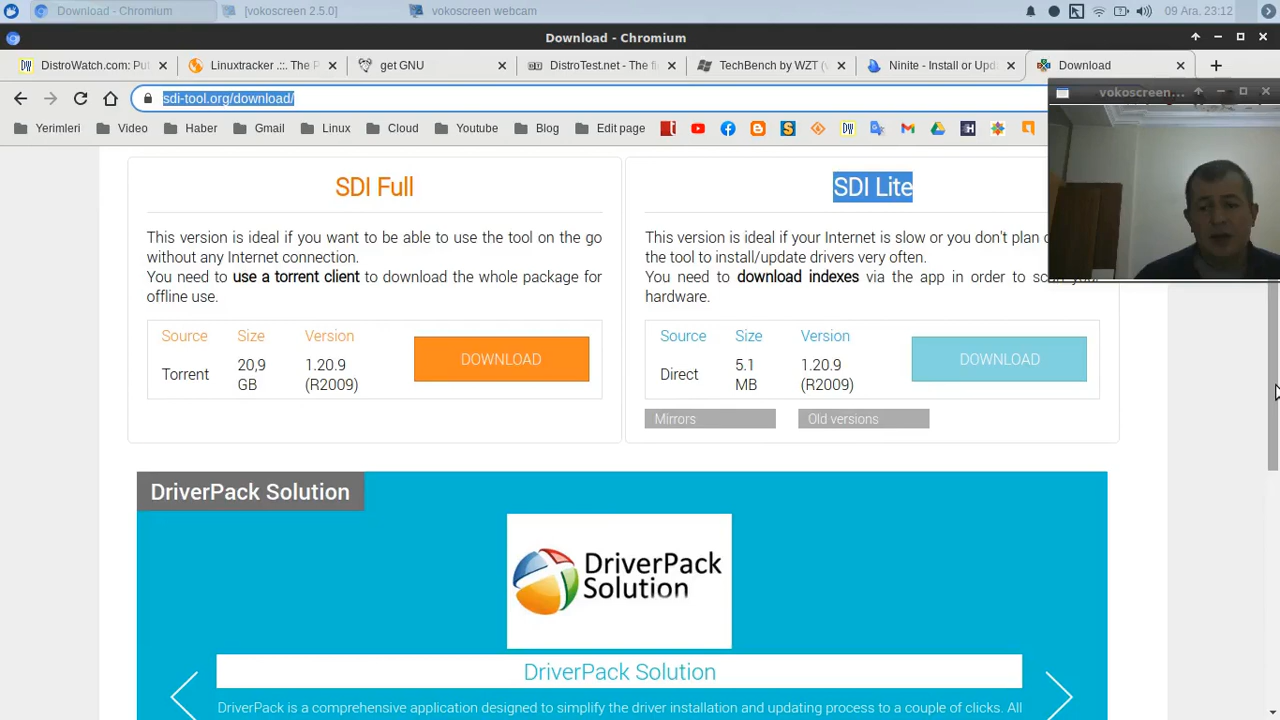 Download - Chromium
[vokoscreen 2.5.0]
vokoscreen webcam
09 Ara. 23:12
Download - Chromium
DistroWatch.com: Put
Linuxtracker .::. The P
get GNU
DistroTest.net - The fi
TechBench by WZT (v
Ninite - Install or Upd
Download
sdi-tool.org/download/
vokoscreen...
Yerimleri
Video
Haber
Gmail
Linux
Cloud
Youtube
Blog
Edit page
SDI Full
This version is ideal if you want to be able to use the tool on the go
without any Internet connection.
You need to use a torrent client to download the whole package for
offline use.
Source Size Version
Torrent 20,9 GB 1.20.9 (R2009)
DOWNLOAD
SDI Lite
This version is ideal if your Internet is slow or you don't plan
the tool to install/update drivers very often.
You need to download indexes via the app in order to scan your
hardware.
Source Size Version
Direct 5.1 MB 1.20.9 (R2009)
DOWNLOAD
Mirrors
Old versions
DriverPack Solution
DriverPack
Solution
DriverPack Solution
DriverPack is a comprehensive application designed to simplify the driver installation and updating process to a couple of clicks. All